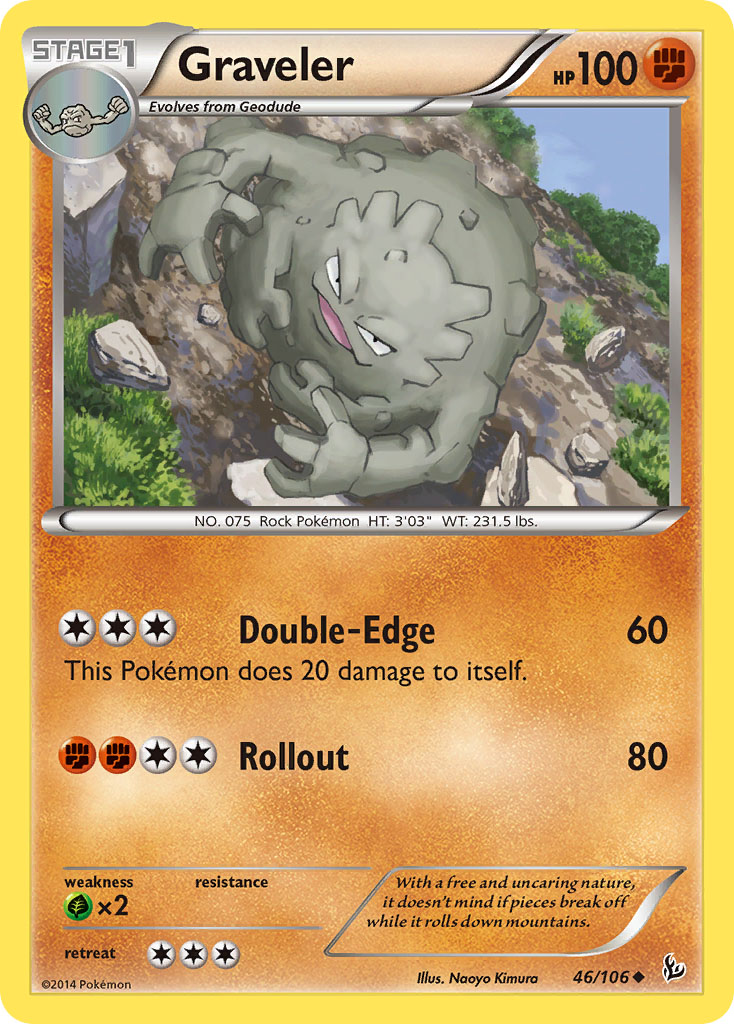 STAGE1
Graveler
HP100
Evolves from Geodude
NO. 075 Rock Pokémon HT: 3'03" WT: 231.5 lbs.
Double-Edge 60
This Pokémon does 20 damage to itself.
Rollout 80
weakness resistance
×2
retreat
With a free and uncaring nature,
it doesn't mind if pieces break off
while it rolls down mountains.
©2014 Pokémon
Illus. Naoyo Kimura
46/106